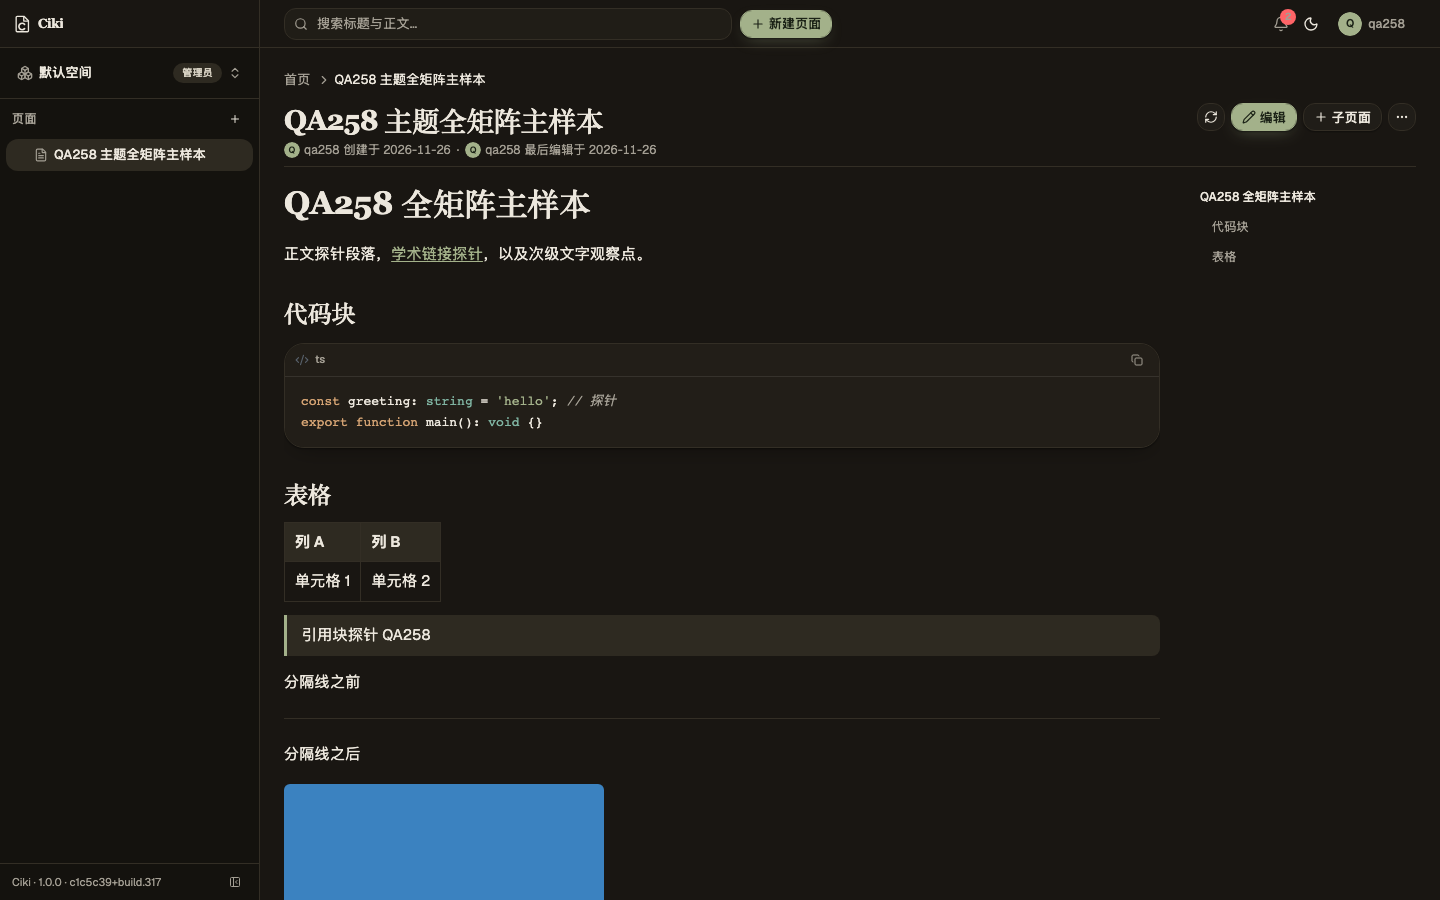 Ciki
搜索标题与正文...
新建页面
qa258
默认空间
管理员
页面
QA258 主题全矩阵主样本
Ciki · 1.0.0 · c1c5c39+build.317
首页 > QA258 主题全矩阵主样本
QA258 主题全矩阵主样本
编辑
子页面
Q qa258 创建于 2026-11-26 · Q qa258 最后编辑于 2026-11-26
QA258 全矩阵主样本
正文探针段落，学术链接探针，以及次级文字观察点。
代码块
ts
const greeting: string = 'hello'; // 探针
export function main(): void {}
表格
列 A 列 B
单元格 1 单元格 2
引用块探针 QA258
分隔线之前
分隔线之后
QA258 全矩阵主样本
代码块
表格